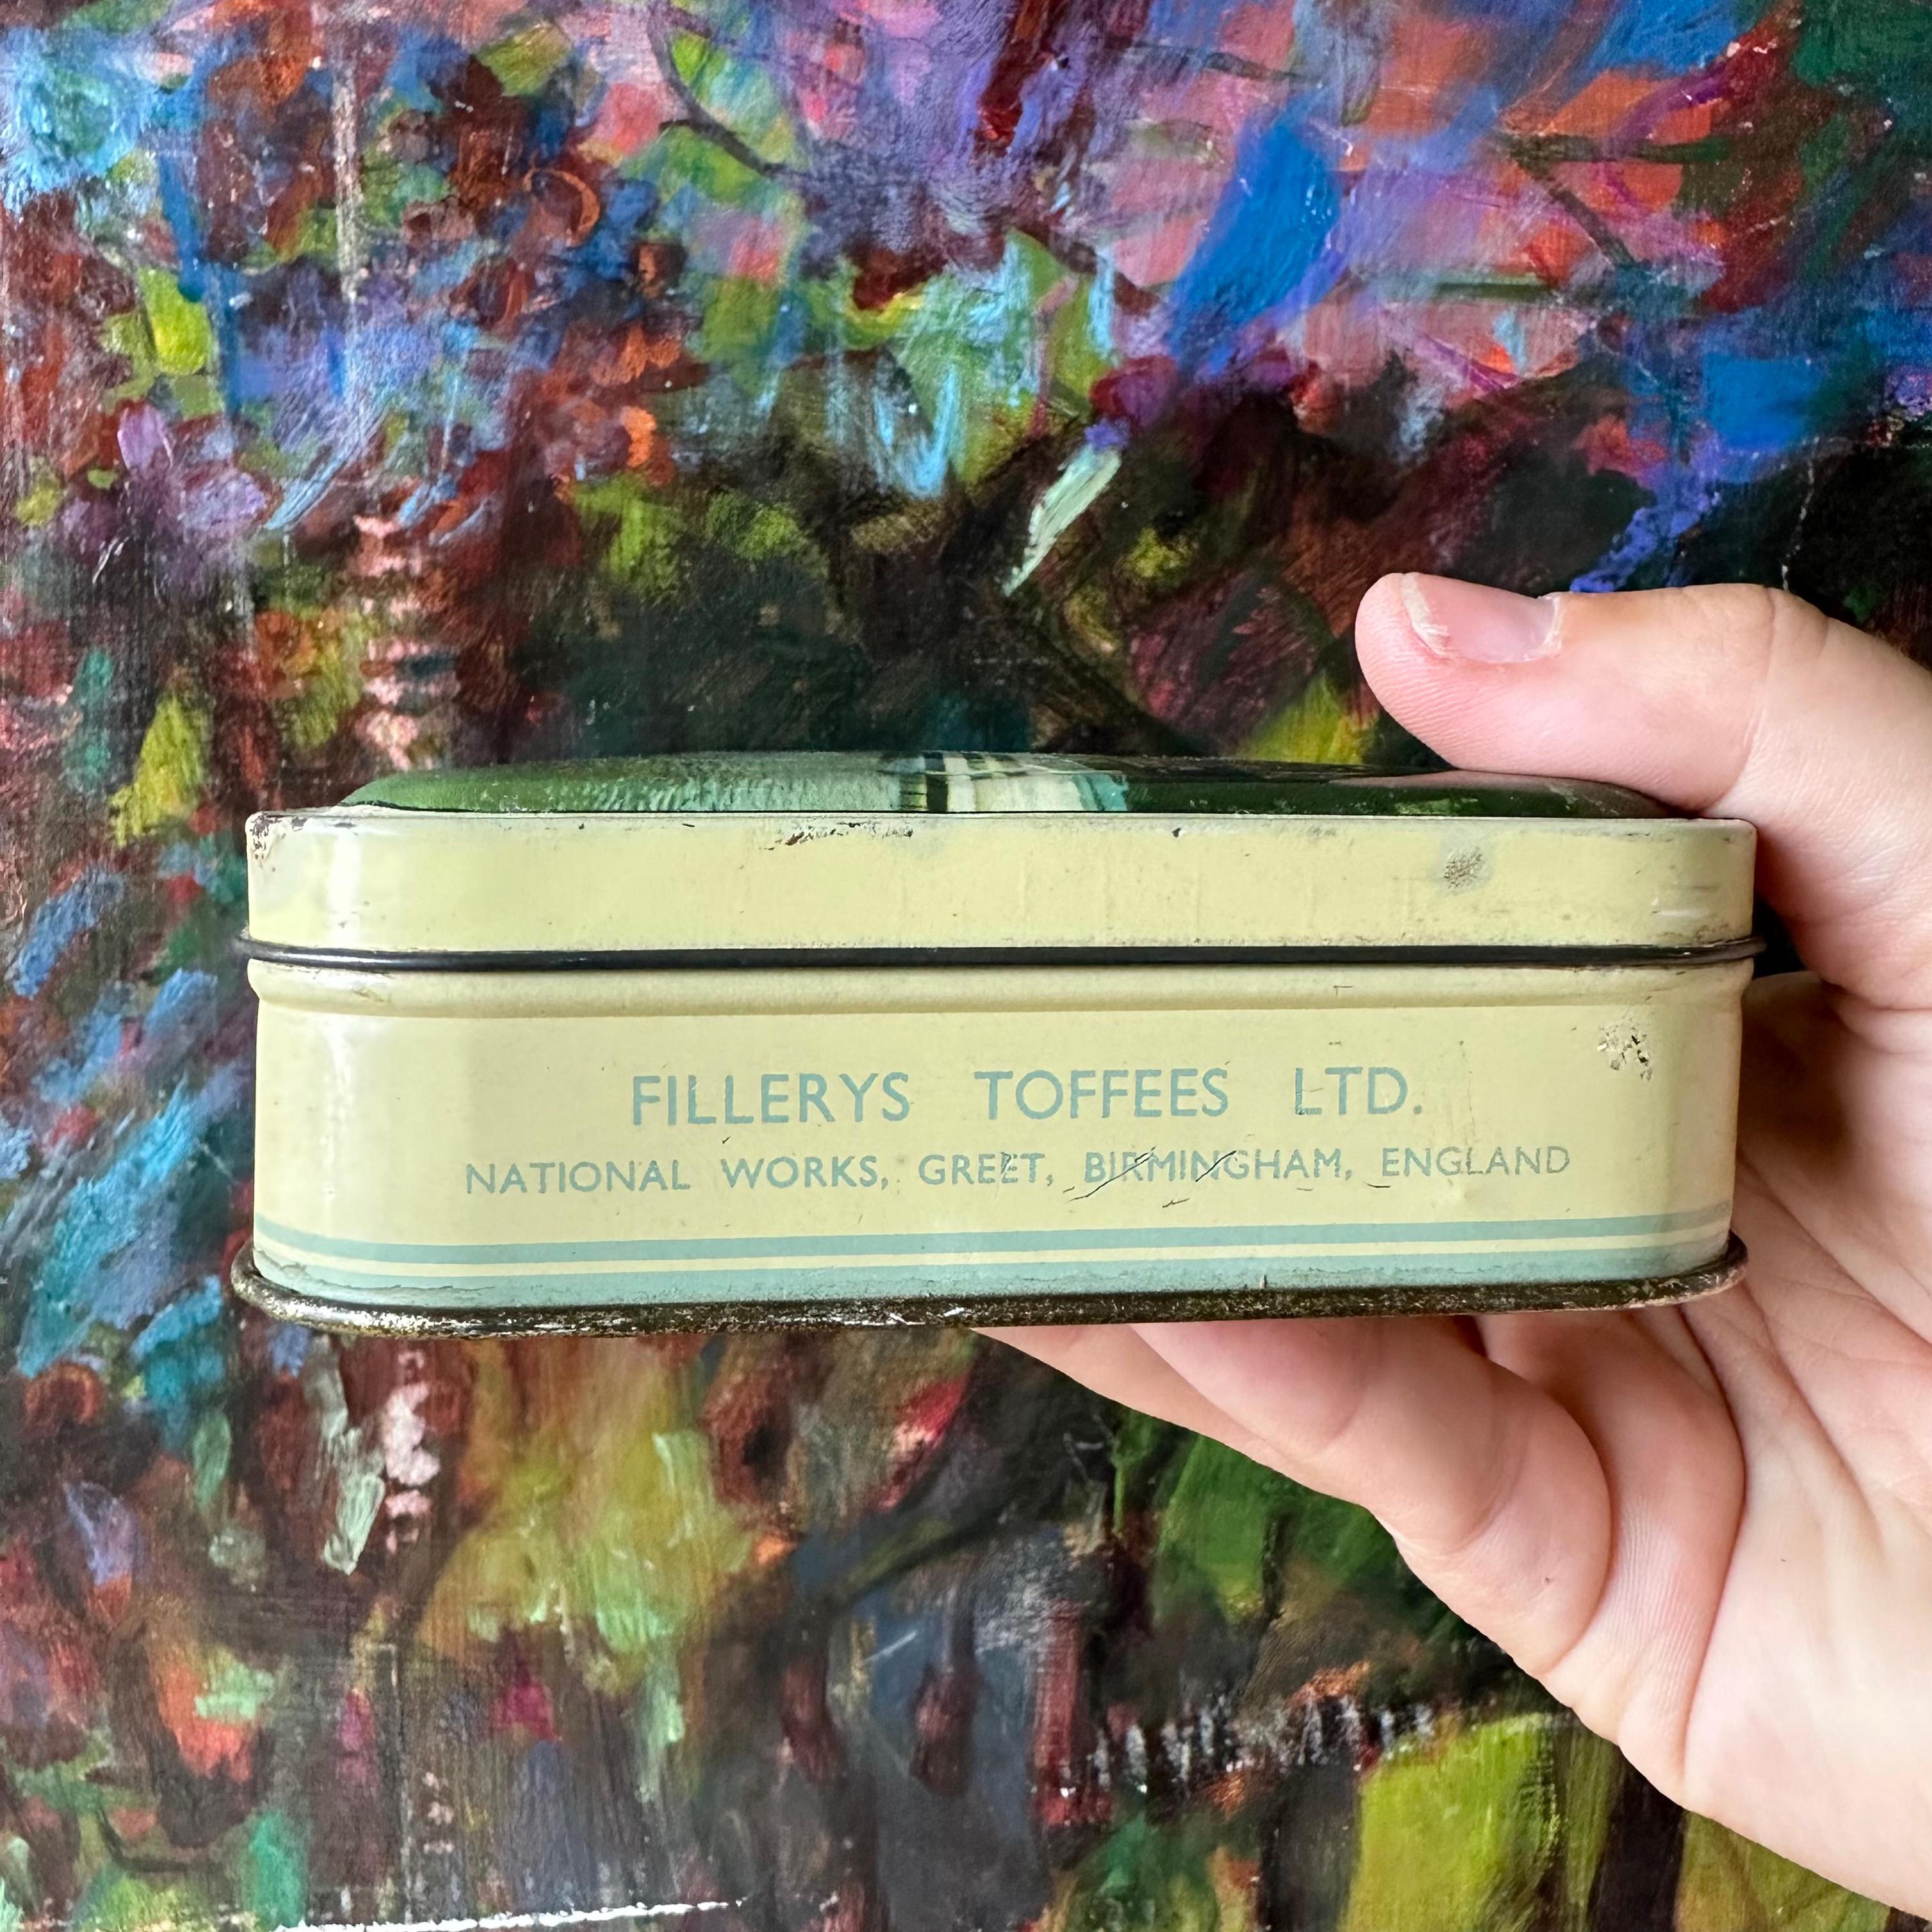 FILLERYS TOFFEES LTD.
NATIONAL WORKS, GREET, BIRMINGHAM, ENGLAND